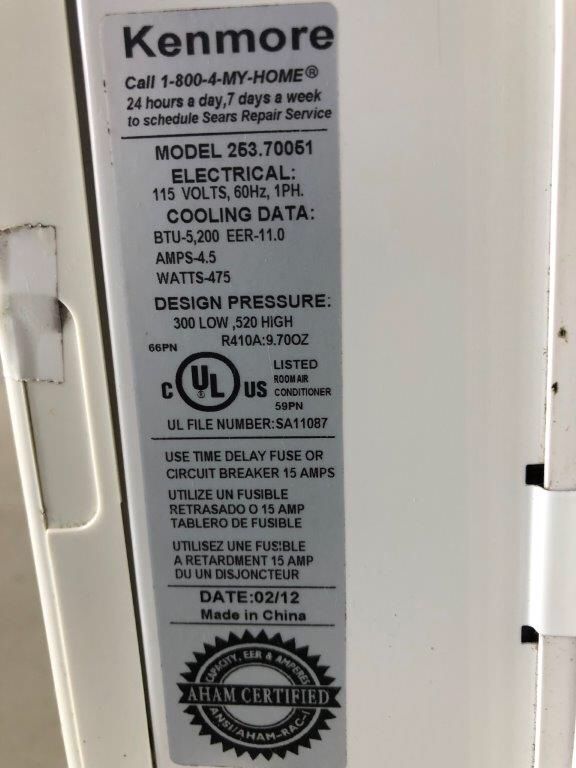 Kenmore
Call 1-800-4-MY-HOME®
24 hours a day,7 days a week
to schedule Sears Repair Service
MODEL 253.70051
ELECTRICAL:
115 VOLTS, 60Hz, 1PH.
COOLING DATA:
BTU-5,200 EER-11.0
AMPS-4.5
WATTS-475
DESIGN PRESSURE:
300 LOW ,520 HIGH
R410A:9.70OZ
66PN
C UL ® US
LISTED
ROOM AIR
CONDITIONER
59PN
UL FILE NUMBER:SA11087
USE TIME DELAY FUSE OR
CIRCUIT BREAKER 15 AMPS
UTILIZE UN FUSIBLE
RETRASADO O 15 AMP
TABLERO DE FUSIBLE
UTILISEZ UNE FUSIBLE
A RETARDMENT 15 AMP
DU UN DISJONCTEUR
DATE:02/12
Made in China
CAPACITY, EER & AMPERES
AHAM CERTIFIED
ANSI/AHAM-RAC-1